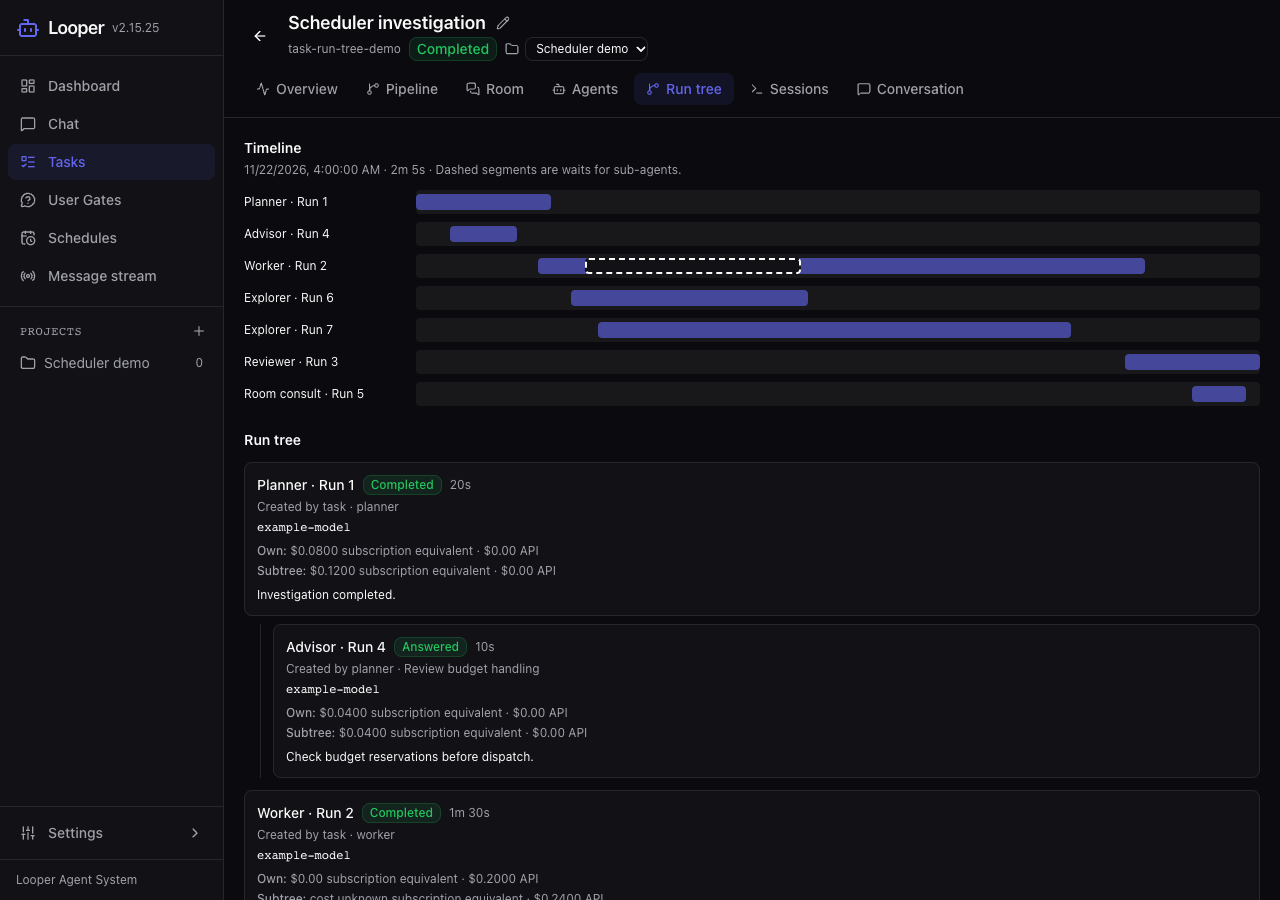 Looper v2.15.25
Dashboard
Chat
Tasks
User Gates
Schedules
Message stream
PROJECTS
Scheduler demo 0
Settings
Looper Agent System
Scheduler investigation
task-run-tree-demo Completed Scheduler demo
Overview Pipeline Room Agents Run tree Sessions Conversation
Timeline
11/22/2026, 4:00:00 AM · 2m 5s · Dashed segments are waits for sub-agents.
Planner · Run 1
Advisor · Run 4
Worker · Run 2
Explorer · Run 6
Explorer · Run 7
Reviewer · Run 3
Room consult · Run 5
Run tree
Planner · Run 1 Completed 20s
Created by task · planner
example-model
Own: $0.0800 subscription equivalent · $0.00 API
Subtree: $0.1200 subscription equivalent · $0.00 API
Investigation completed.
Advisor · Run 4 Answered 10s
Created by planner · Review budget handling
example-model
Own: $0.0400 subscription equivalent · $0.00 API
Subtree: $0.0400 subscription equivalent · $0.00 API
Check budget reservations before dispatch.
Worker · Run 2 Completed 1m 30s
Created by task · worker
example-model
Own: $0.00 subscription equivalent · $0.2000 API
Subtree: cost unknown subscription equivalent · $0.2400 API